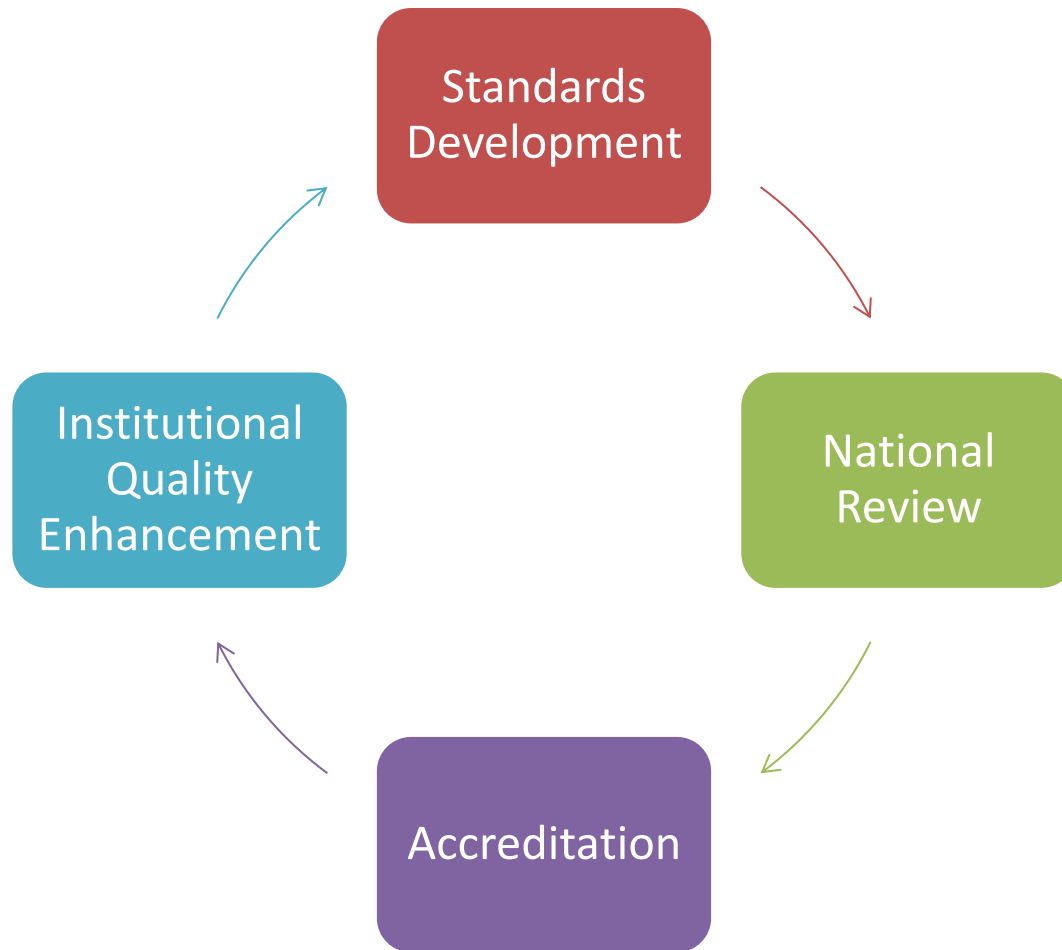 Standards
Development
National
Review
Accreditation
Institutional
Quality
Enhancement